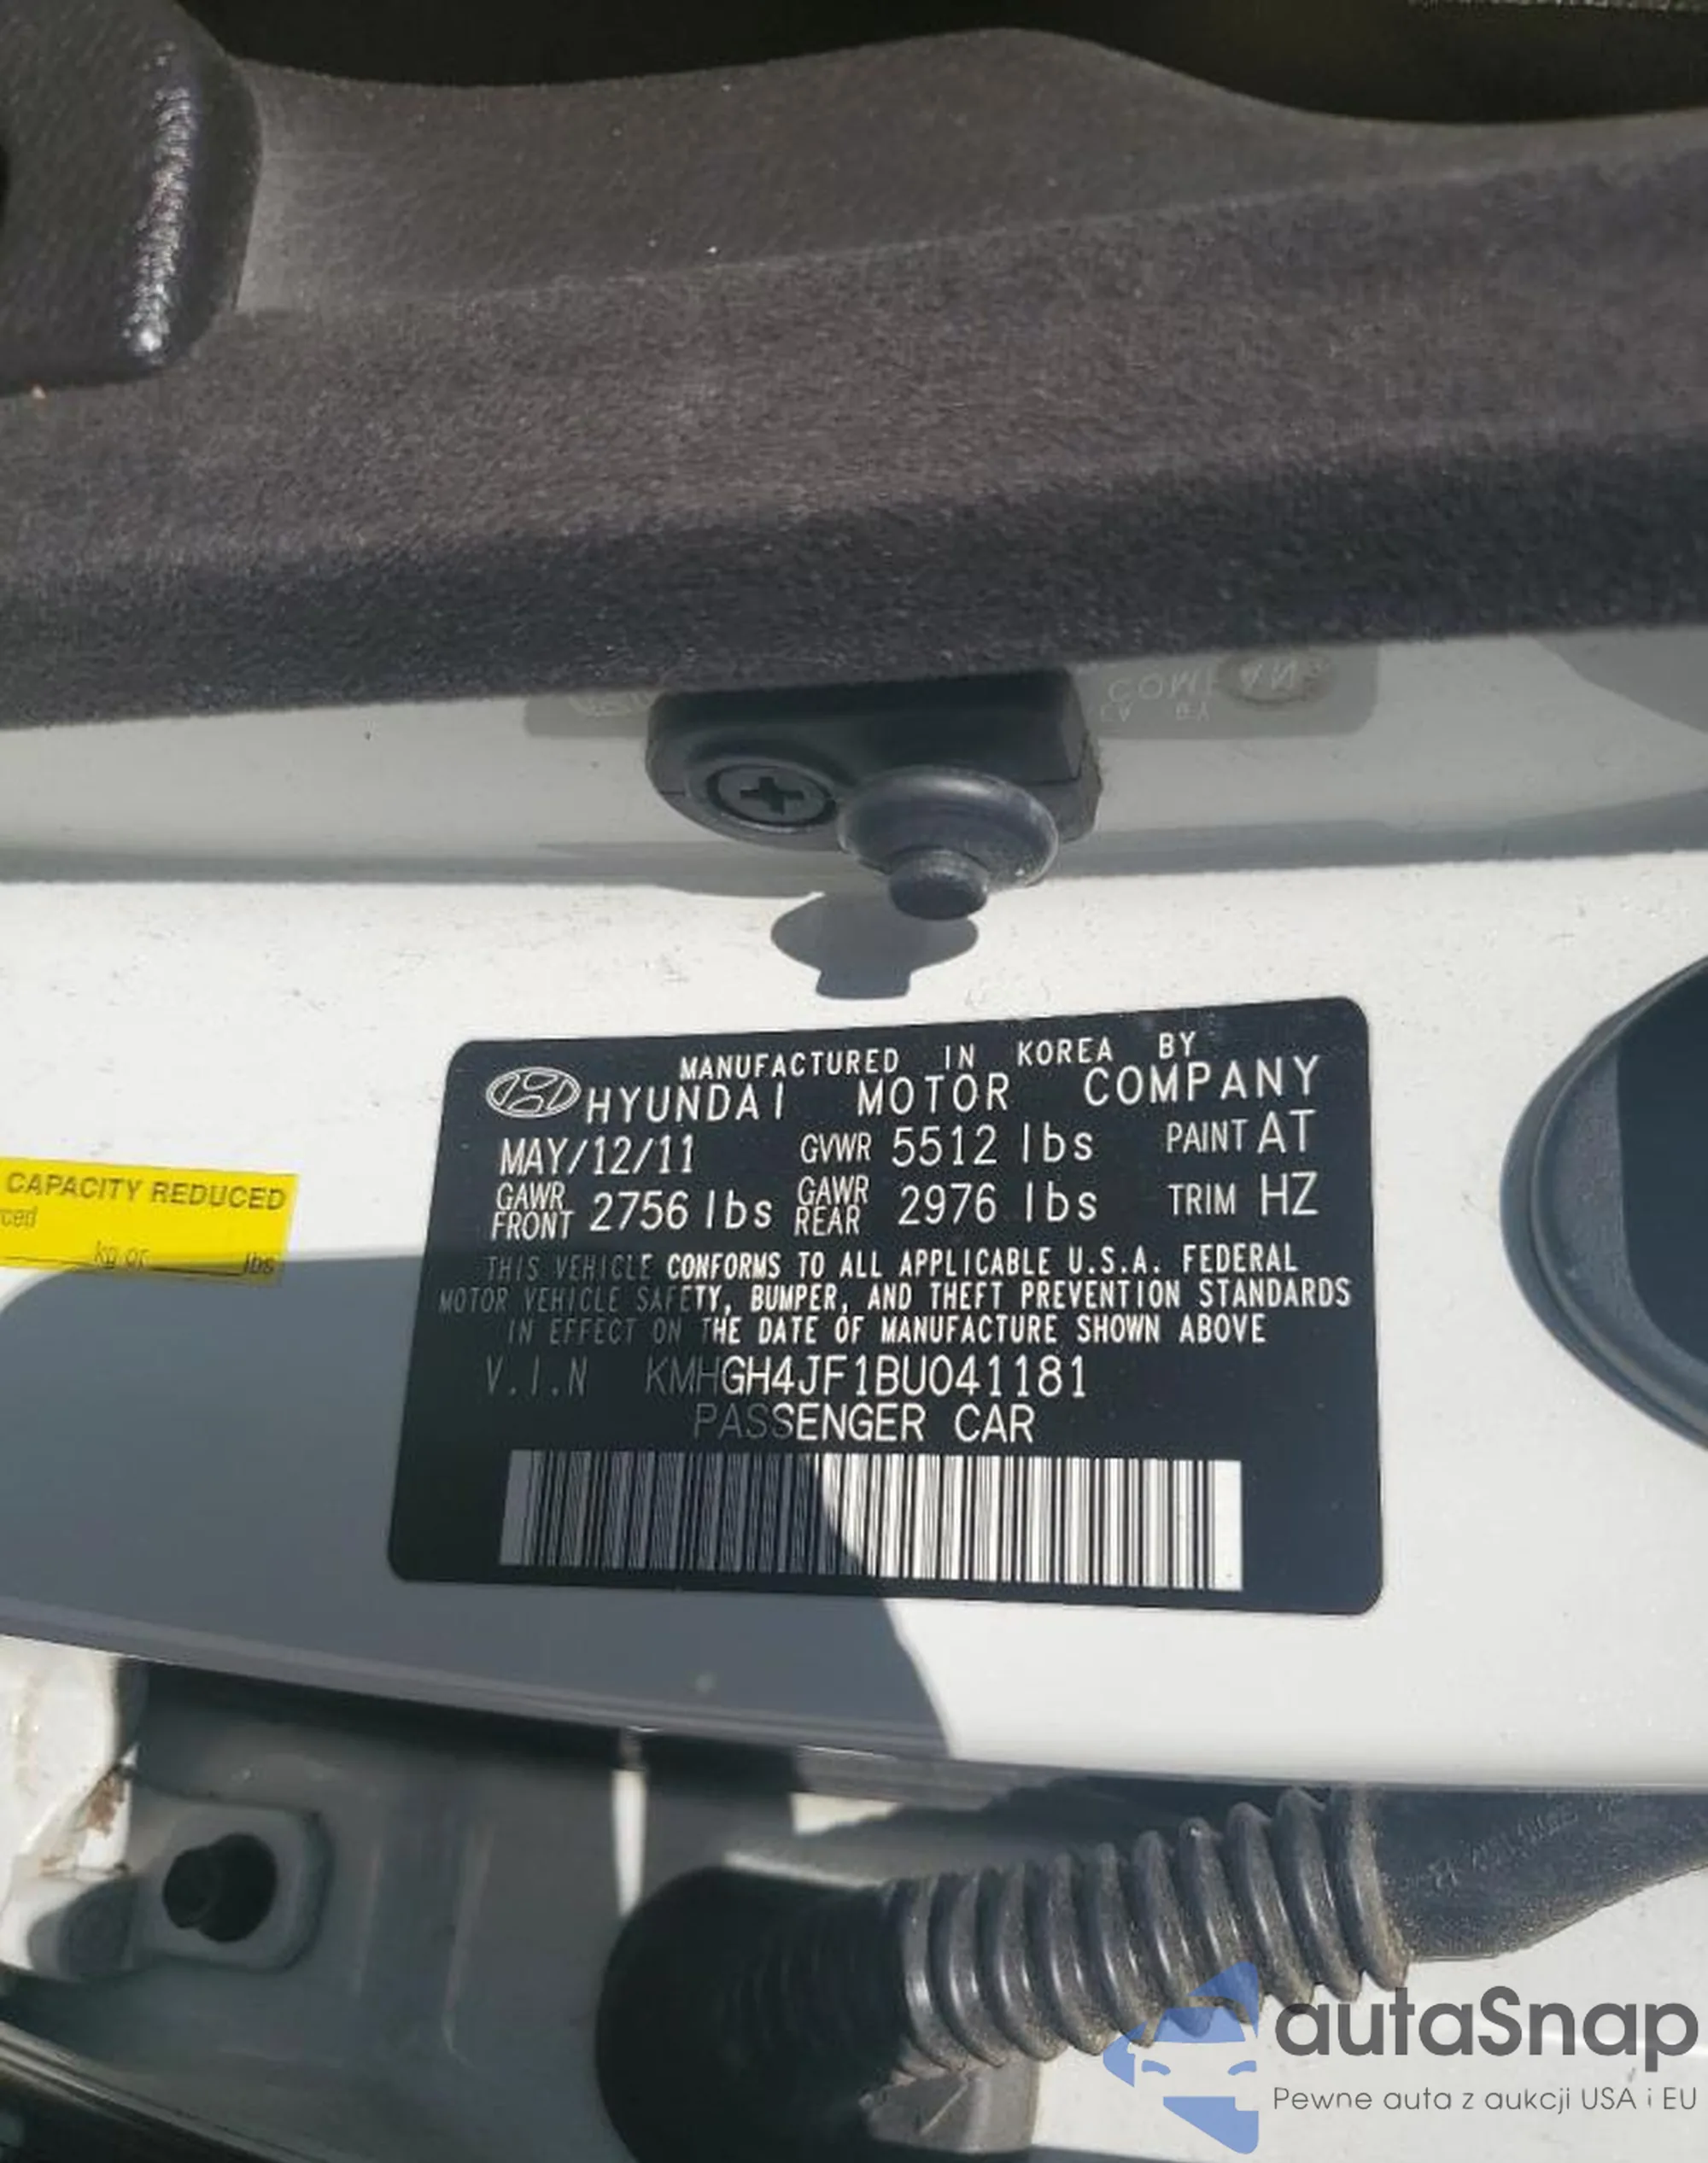 MANUFACTURED IN KOREA BY
HYUNDAI MOTOR COMPANY
MAY/12/11 GVWR 5512 lbs PAINT AT
GAWR FRONT 2756 lbs GAWR REAR 2976 lbs TRIM HZ
THIS VEHICLE CONFORMS TO ALL APPLICABLE U.S.A. FEDERAL
MOTOR VEHICLE SAFETY, BUMPER, AND THEFT PREVENTION STANDARDS
IN EFFECT ON THE DATE OF MANUFACTURE SHOWN ABOVE
V.I.N KMHGH4JF1BU041181
PASSENGER CAR
CAPACITY REDUCED
kg or lbs
autaSnap
Pewne auta z aukcji USA i EU